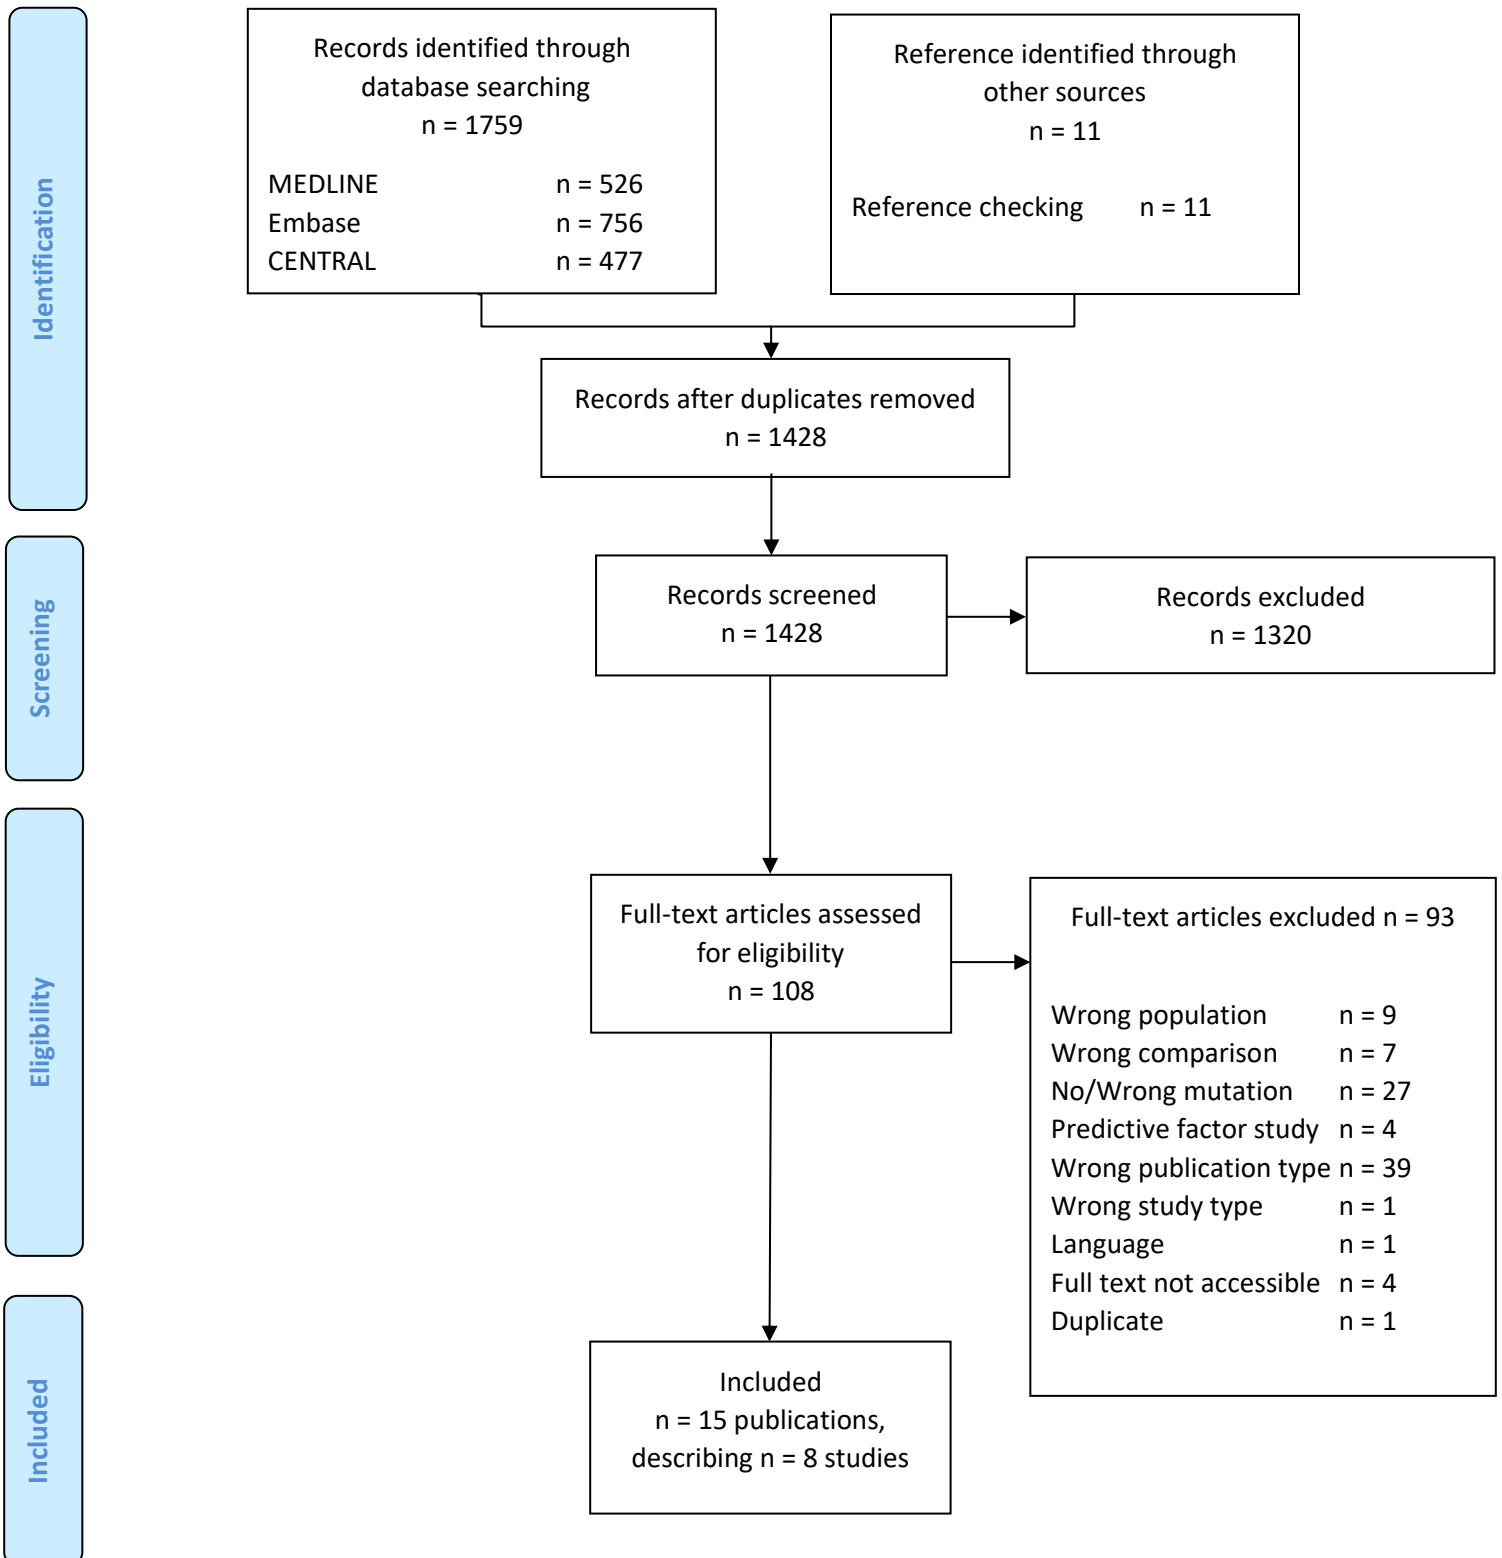 Identification
Records identified through
database searching
n = 1759
MEDLINE n = 526
Embase n = 756
CENTRAL n = 477
Reference identified through
other sources
n = 11
Reference checking n = 11
Records after duplicates removed
n = 1428
Screening
Records screened
n = 1428
Records excluded
n = 1320
Eligibility
Full-text articles assessed
for eligibility
n = 108
Full-text articles excluded n = 93
Wrong population n = 9
Wrong comparison n = 7
No/Wrong mutation n = 27
Predictive factor study n = 4
Wrong publication type n = 39
Wrong study type n = 1
Language n = 1
Full text not accessible n = 4
Duplicate n = 1
Included
Included
n = 15 publications,
describing n = 8 studies